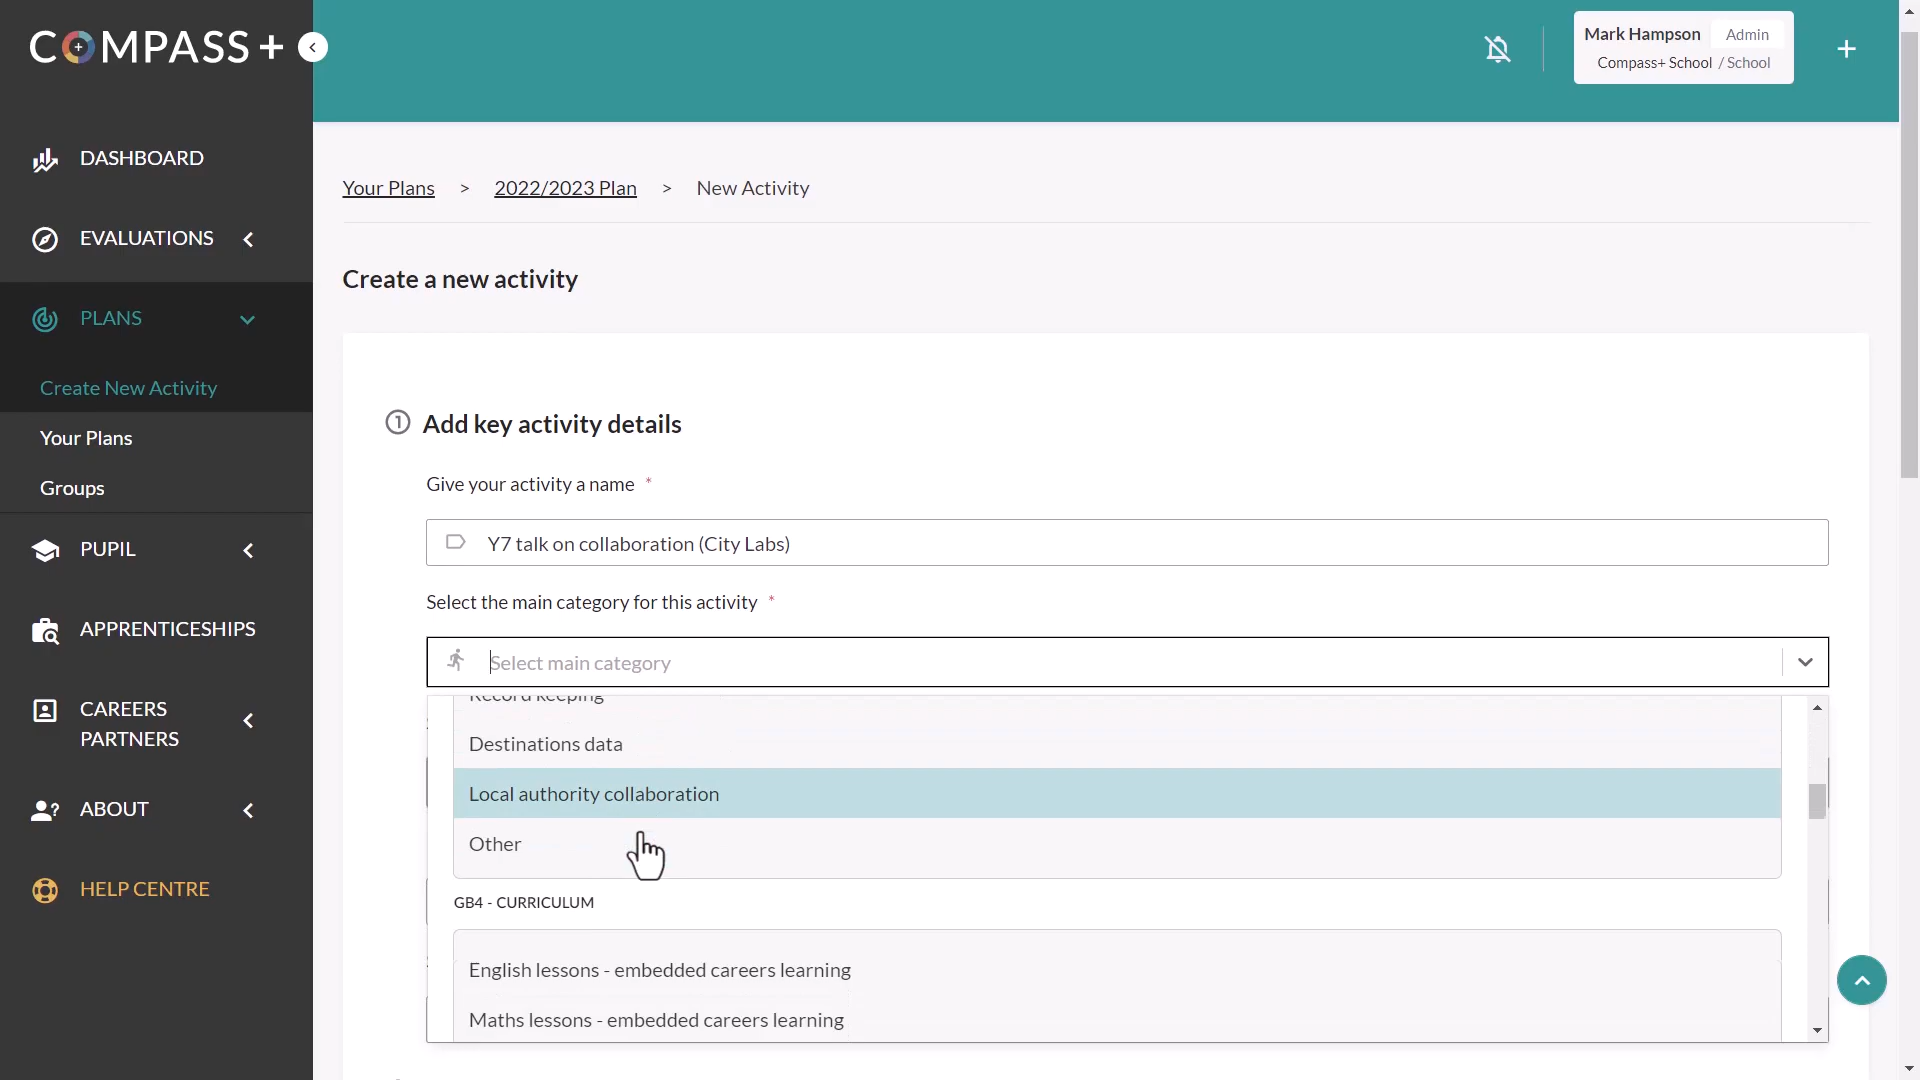 COMPASS+
DASHBOARD
EVALUATIONS
PLANS
Create New Activity
Your Plans
Groups
PUPIL
APPRENTICESHIPS
CAREERS
PARTNERS
ABOUT
HELP CENTRE
Mark Hampson Admin
Compass+ School / School
Your Plans > 2022/2023 Plan > New Activity
Create a new activity
1 Add key activity details
Give your activity a name *
Y7 talk on collaboration (City Labs)
Select the main category for this activity *
Select main category
Record keeping
Destinations data
Local authority collaboration
Other
GB4 - CURRICULUM
English lessons - embedded careers learning
Maths lessons - embedded careers learning